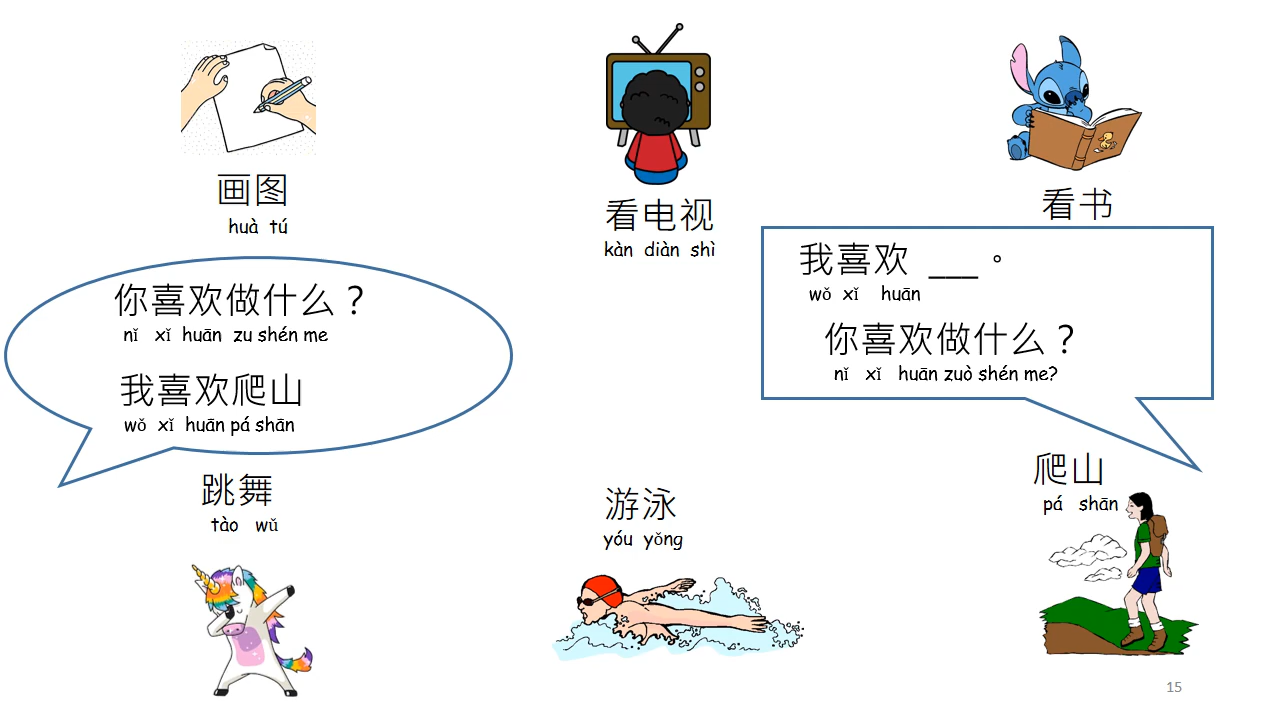 画图
huà tú
看电视
kàn diàn shì
看书
你喜欢做什么？
nǐ xǐ huān zu shén me
我喜欢爬山
wǒ xǐ huān pá shān
我喜欢 ___。
wǒ xǐ huān
你喜欢做什么？
nǐ xǐ huān zuò shén me?
跳舞
tào wǔ
游泳
yóu yǒng
爬山
pá shān
15